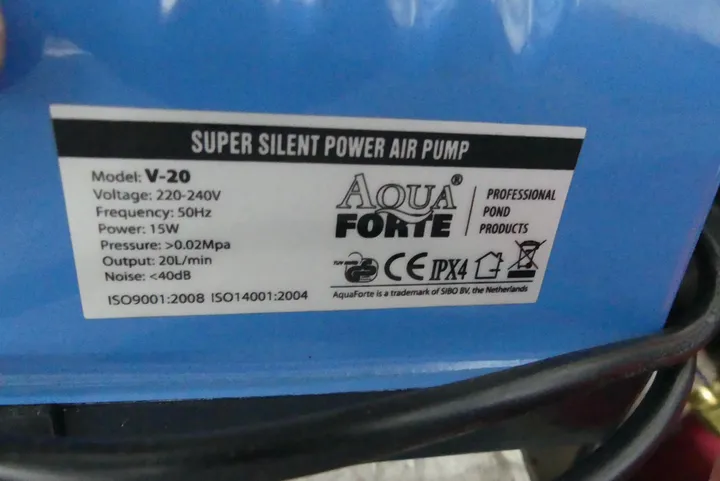 SUPER SILENT POWER AIR PUMP
Model: V-20
Voltage: 220-240V
Frequency: 50Hz
Power: 15W
Pressure: >0.02Mpa
Output: 20L/min
Noise: <40dB
ISO9001:2008 ISO14001:2004
AQUA®
FORTE
PROFESSIONAL
POND
PRODUCTS
CE IPX4
AquaForte is a trademark of SIBO BV, the Netherlands